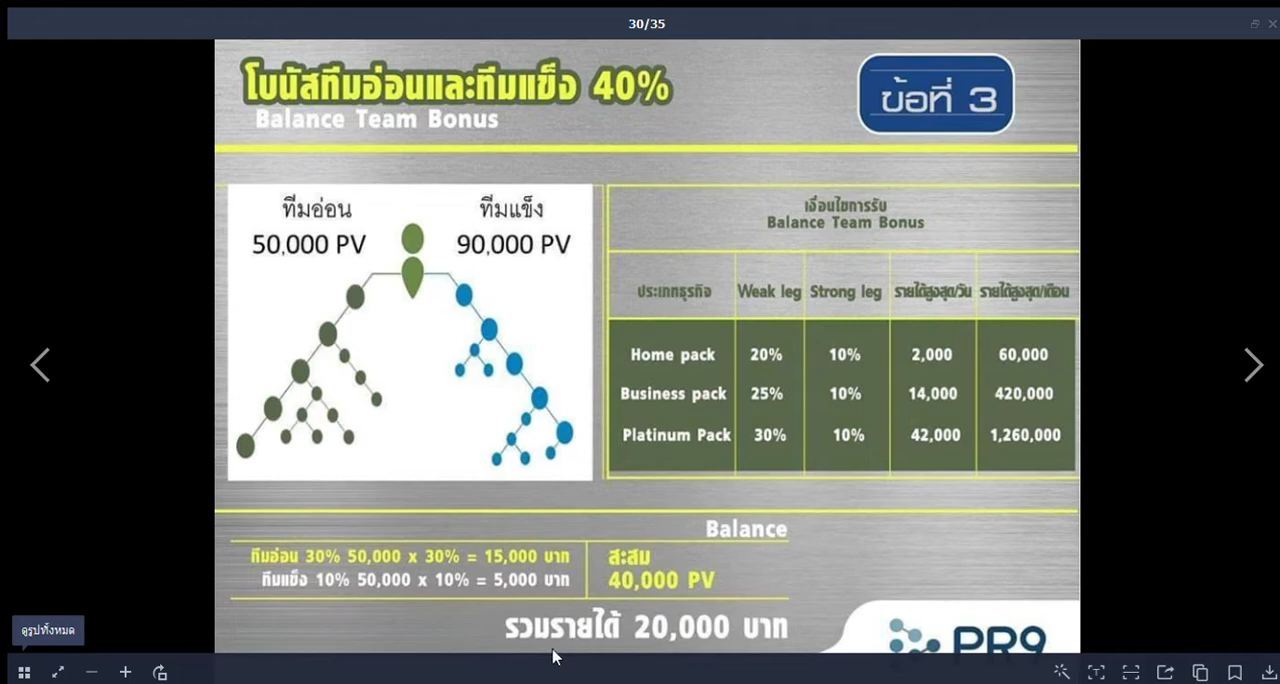 30/35
โบนัสทีมอ่อนและทีมแข็ง 40%
Balance Team Bonus
ข้อที่ 3
ทีมอ่อน
ทีมแข็ง
50,000 PV
90,000 PV
เงื่อนไขการรับ
Balance Team Bonus
ประเภทธุรกิจ Weak leg Strong leg รายได้สูงสุด/วัน รายได้สูงสุด/เดือน
Home pack 20% 10% 2,000 60,000
Business pack 25% 10% 14,000 420,000
Platinum Pack 30% 10% 42,000 1,260,000
Balance
ทีมอ่อน 30% 50,000 x 30% = 15,000 บาท
ทีมแข็ง 10% 50,000 x 10% = 5,000 บาท
สะสม
40,000 PV
รวมรายได้ 20,000 บาท
PR9
ดูรูปทั้งหมด